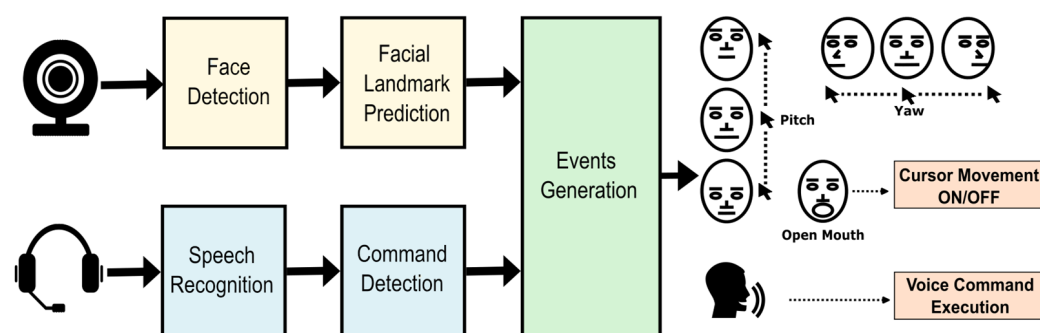 Face
Detection
Facial
Landmark
Prediction
Events
Generation
Speech
Recognition
Command
Detection
Pitch
Yaw
Open Mouth
Cursor Movement
ON/OFF
Voice Command
Execution